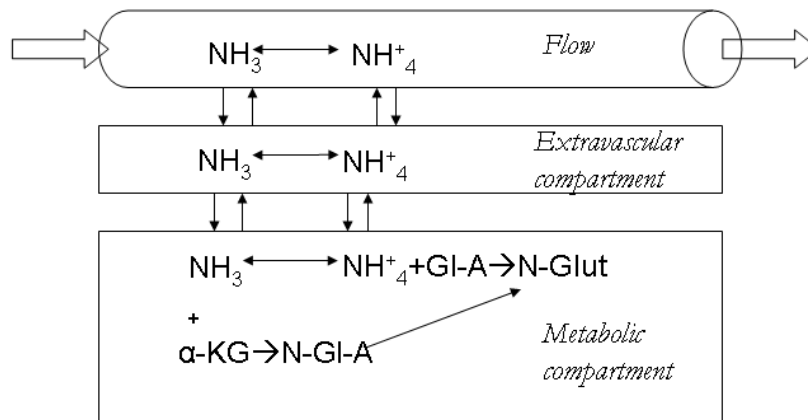 NH₃ NH⁺₄ Flow
NH₃ NH⁺₄ Extravascular
compartment
NH₃ NH⁺₄+Gl-A→N-Glut
+
α-KG→N-Gl-A Metabolic
compartment